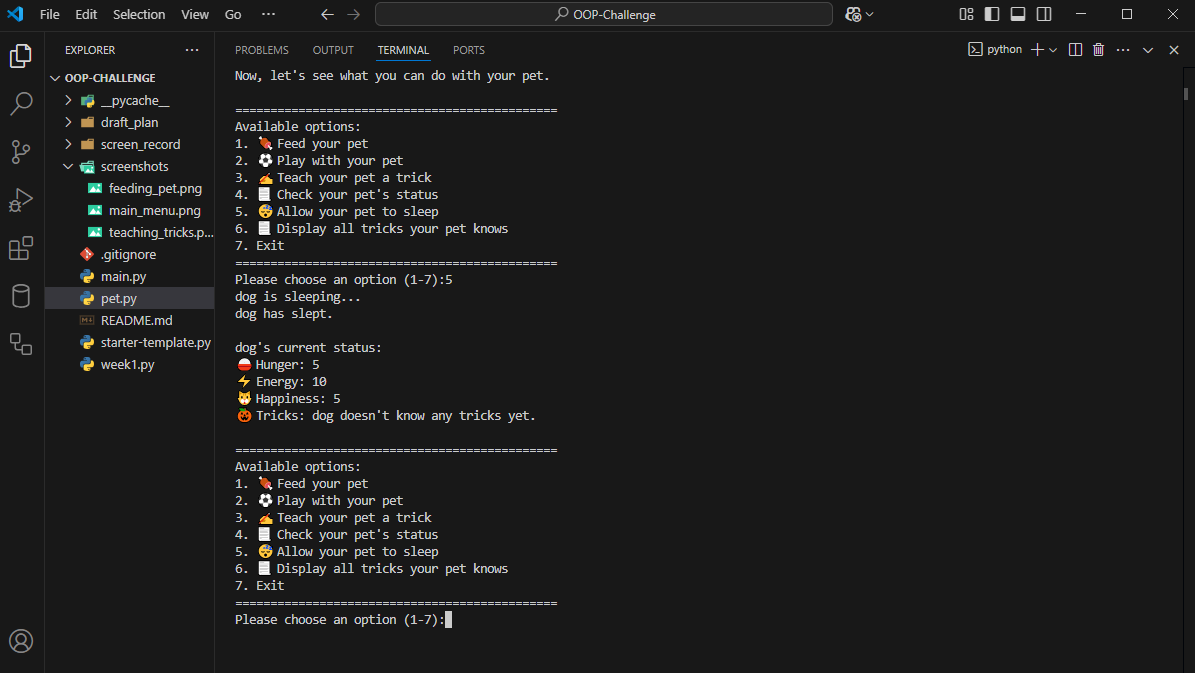 File Edit Selection View Go ··· OOP-Challenge
EXPLORER ···
OOP-CHALLENGE
__pycache__
draft_plan
screen_record
screenshots
feeding_pet.png
main_menu.png
teaching_tricks.p...
.gitignore
main.py
pet.py
README.md
starter-template.py
week1.py
PROBLEMS OUTPUT TERMINAL PORTS python ···
Now, let's see what you can do with your pet.
==============================================
Available options:
1. 🍖 Feed your pet
2. ⚽ Play with your pet
3. ✍ Teach your pet a trick
4. 📃 Check your pet's status
5. 😴 Allow your pet to sleep
6. 📃 Display all tricks your pet knows
7. Exit
==============================================
Please choose an option (1-7):5
dog is sleeping...
dog has slept.
dog's current status:
Hunger: 5
⚡ Energy: 10
Happiness: 5
🎃 Tricks: dog doesn't know any tricks yet.
==============================================
Available options:
1. 🍖 Feed your pet
2. ⚽ Play with your pet
3. ✍ Teach your pet a trick
4. 📃 Check your pet's status
5. 😴 Allow your pet to sleep
6. 📃 Display all tricks your pet knows
7. Exit
==============================================
Please choose an option (1-7):